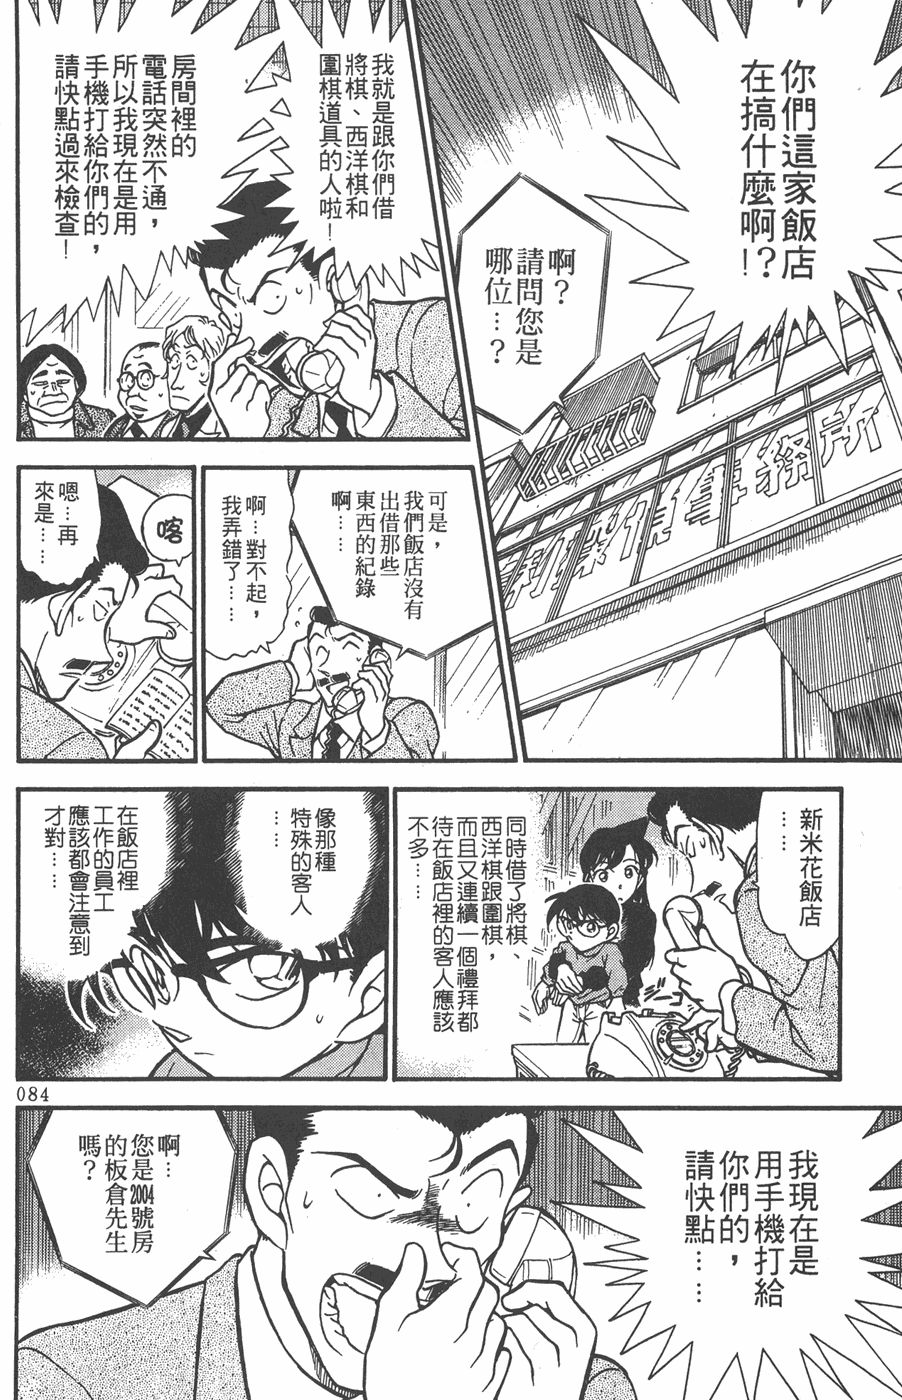 你們這家飯店
在搞什麼啊!?
啊?
請問您是
哪位…?
毛利偵探事務所
我就是跟你們借
將棋、西洋棋和
圍棋道具的人啦!
房間裡的
電話突然不通,
所以我現在是用
手機打給你們的,
請快點過來檢查!
可是,
我們飯店沒有
出借那些
東西的紀錄
啊……
啊…對不起,
我弄錯了……
喀
嗯…再
來是……
新米花飯店
……
同時借了將棋、
西洋棋跟圍棋,
而且又連續一個禮拜都
待在飯店裡的客人應該
不多……
像那種
特殊的客人
……
在飯店裡
工作的員工
應該都會注意到
才對…
084
我現在是
用手機打給
你們的,
請快點……
啊…
您是2004號房
的板倉先生
嗎?